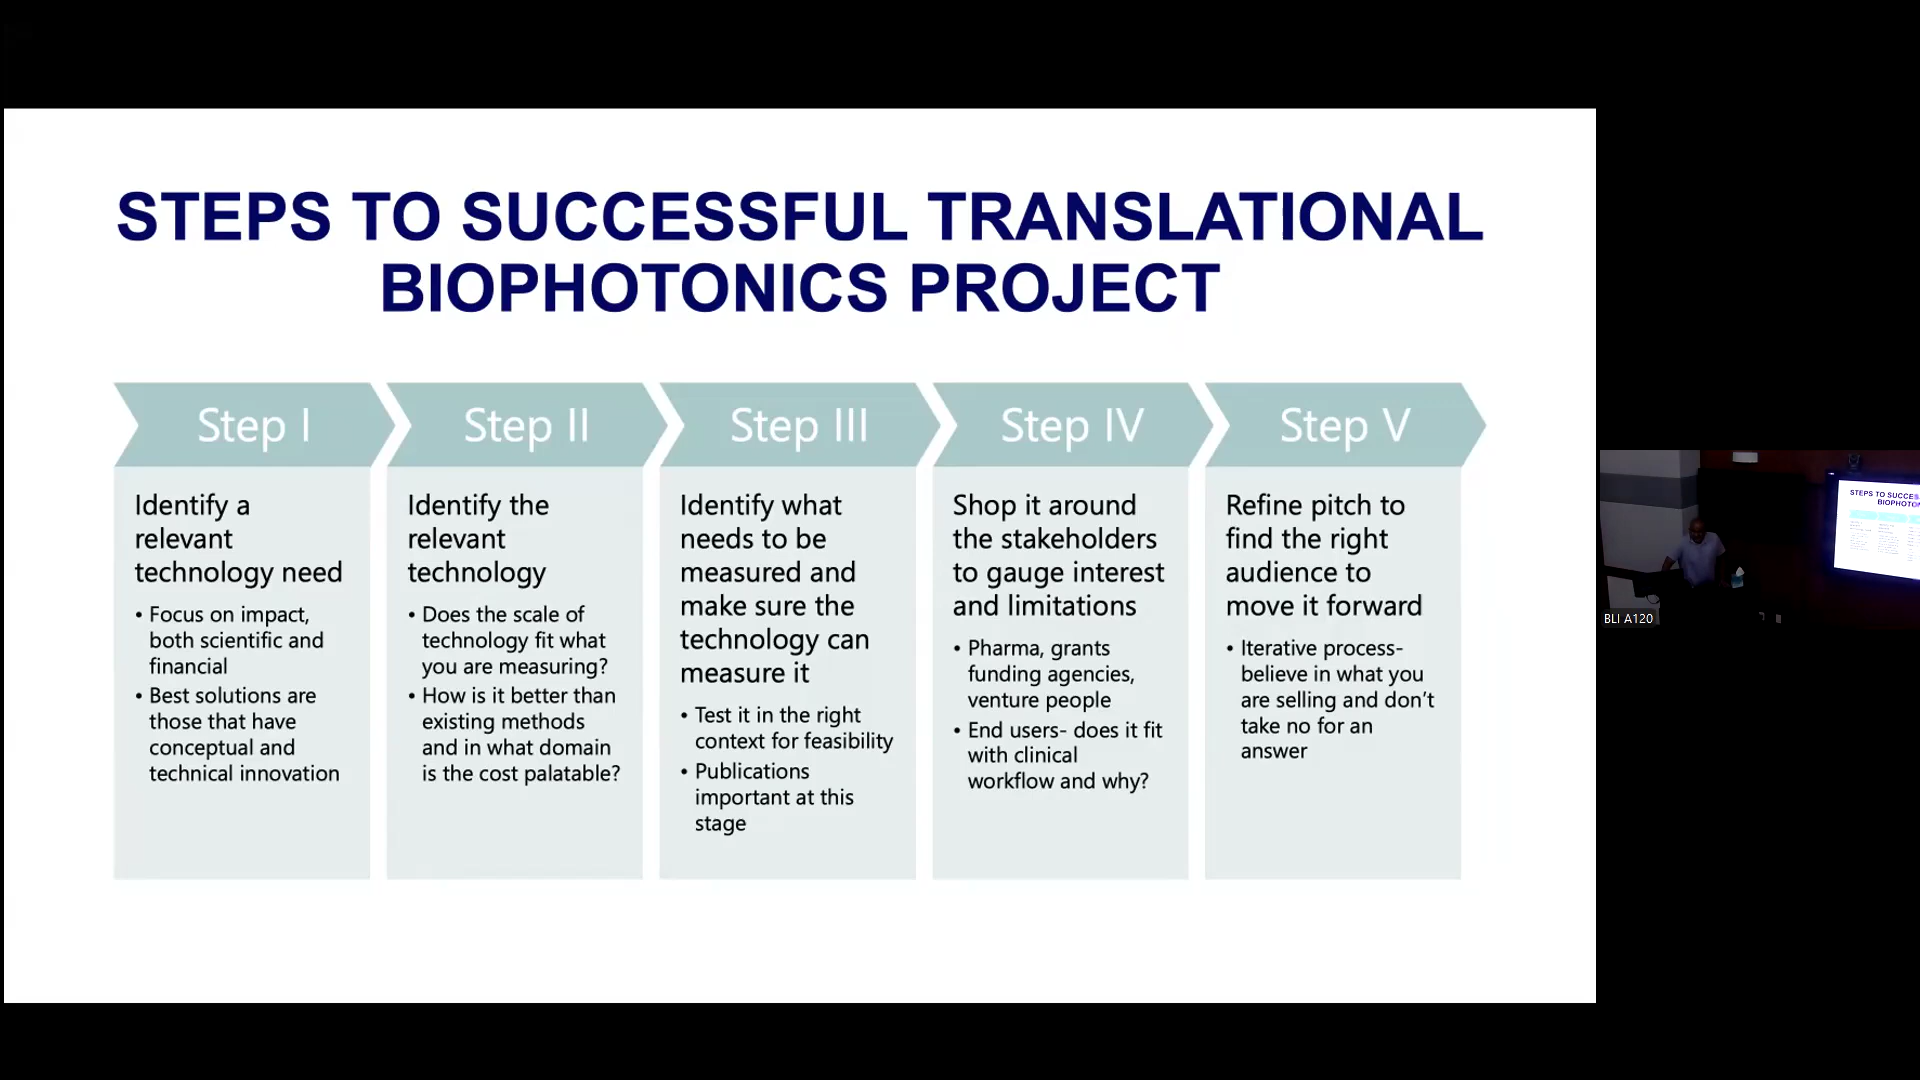 STEPS TO SUCCESSFUL TRANSLATIONAL
BIOPHOTONICS PROJECT
Step I
Identify a
relevant
technology need
• Focus on impact,
both scientific and
financial
• Best solutions are
those that have
conceptual and
technical innovation
Step II
Identify the
relevant
technology
• Does the scale of
technology fit what
you are measuring?
• How is it better than
existing methods
and in what domain
is the cost palatable?
Step III
Identify what
needs to be
measured and
make sure the
technology can
measure it
• Test it in the right
context for feasibility
• Publications
important at this
stage
Step IV
Shop it around
the stakeholders
to gauge interest
and limitations
• Pharma, grants
funding agencies,
venture people
• End users- does it fit
with clinical
workflow and why?
Step V
Refine pitch to
find the right
audience to
move it forward
• Iterative process-
believe in what you
are selling and don’t
take no for an
answer
STEPS TO SUCCES
BIOPHOTO
BLI A120